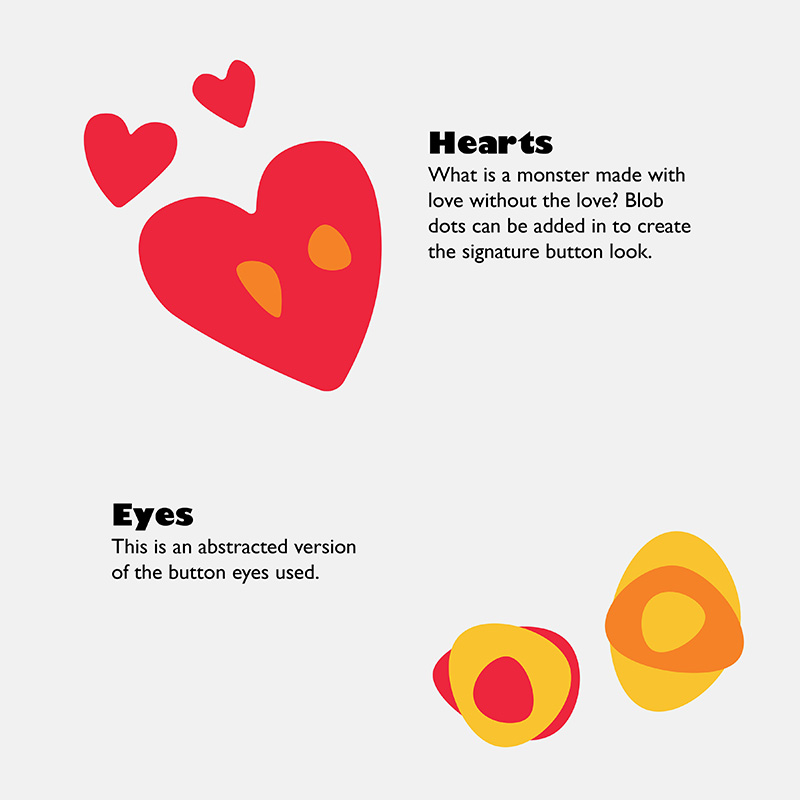 Hearts
What is a monster made with
love without the love? Blob
dots can be added in to create
the signature button look.
Eyes
This is an abstracted version
of the button eyes used.